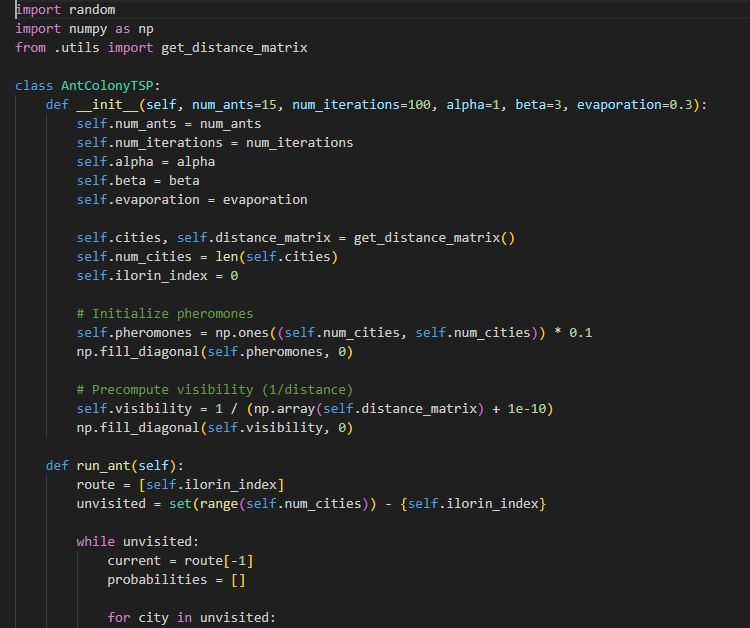 import random
import numpy as np
from .utils import get_distance_matrix

class AntColonyTSP:
    def __init__(self, num_ants=15, num_iterations=100, alpha=1, beta=3, evaporation=0.3):
        self.num_ants = num_ants
        self.num_iterations = num_iterations
        self.alpha = alpha
        self.beta = beta
        self.evaporation = evaporation

        self.cities, self.distance_matrix = get_distance_matrix()
        self.num_cities = len(self.cities)
        self.ilorin_index = 0

        # Initialize pheromones
        self.pheromones = np.ones((self.num_cities, self.num_cities)) * 0.1
        np.fill_diagonal(self.pheromones, 0)

        # Precompute visibility (1/distance)
        self.visibility = 1 / (np.array(self.distance_matrix) + 1e-10)
        np.fill_diagonal(self.visibility, 0)

    def run_ant(self):
        route = [self.ilorin_index]
        unvisited = set(range(self.num_cities)) - {self.ilorin_index}

        while unvisited:
            current = route[-1]
            probabilities = []

            for city in unvisited: